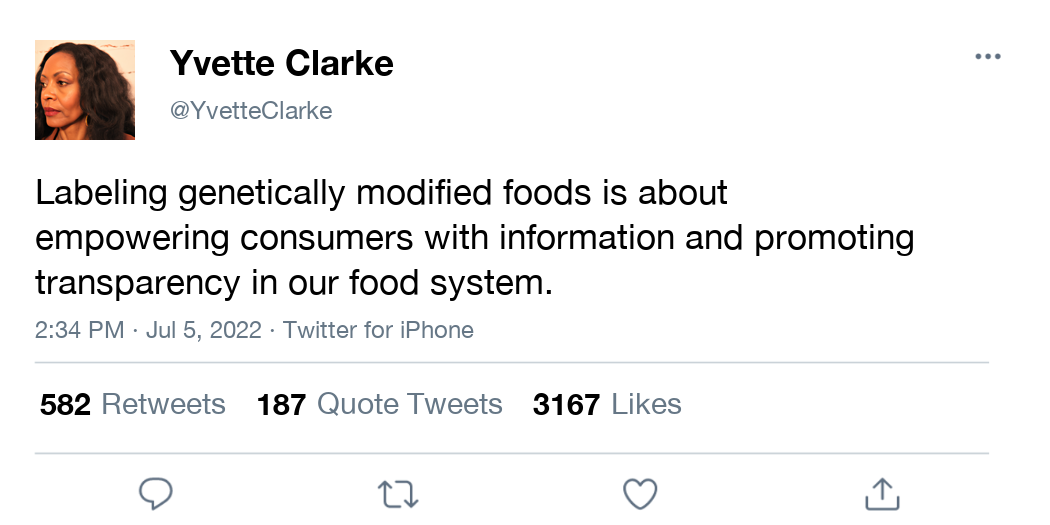 Yvette Clarke
@YvetteClarke
Labeling genetically modified foods is about
empowering consumers with information and promoting
transparency in our food system.
2:34 PM · Jul 5, 2022 · Twitter for iPhone
582 Retweets 187 Quote Tweets 3167 Likes